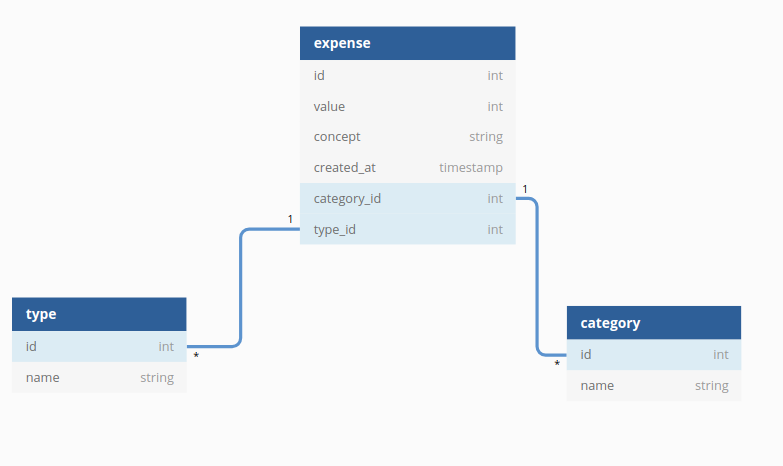 expense
id int
value int
concept string
created_at timestamp
category_id int
1
type_id int
1
type
id int
*
name string
category
id int
*
name string